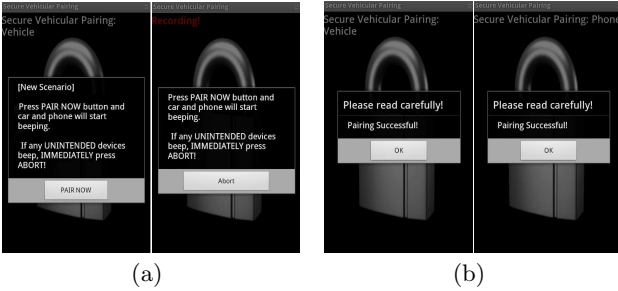 Secure Vehicular Pairing
Secure Vehicular Pairing:
Vehicle
[New Scenario]
Press PAIR NOW button and
car and phone will start
beeping.
If any UNINTENDED devices
beep, IMMEDIATELY press
ABORT!
PAIR NOW
Secure Vehicular Pairing
Recording!
Press PAIR NOW button and
car and phone will start
beeping.
If any UNINTENDED devices
beep, IMMEDIATELY press
ABORT!
Abort
(a)
Secure Vehicular Pairing
Secure Vehicular Pairing:
Vehicle
Please read carefully!
Pairing Successful!
OK
Secure Vehicular Pairing
Secure Vehicular Pairing: Phone
Please read carefully!
Pairing Successful!
OK
(b)